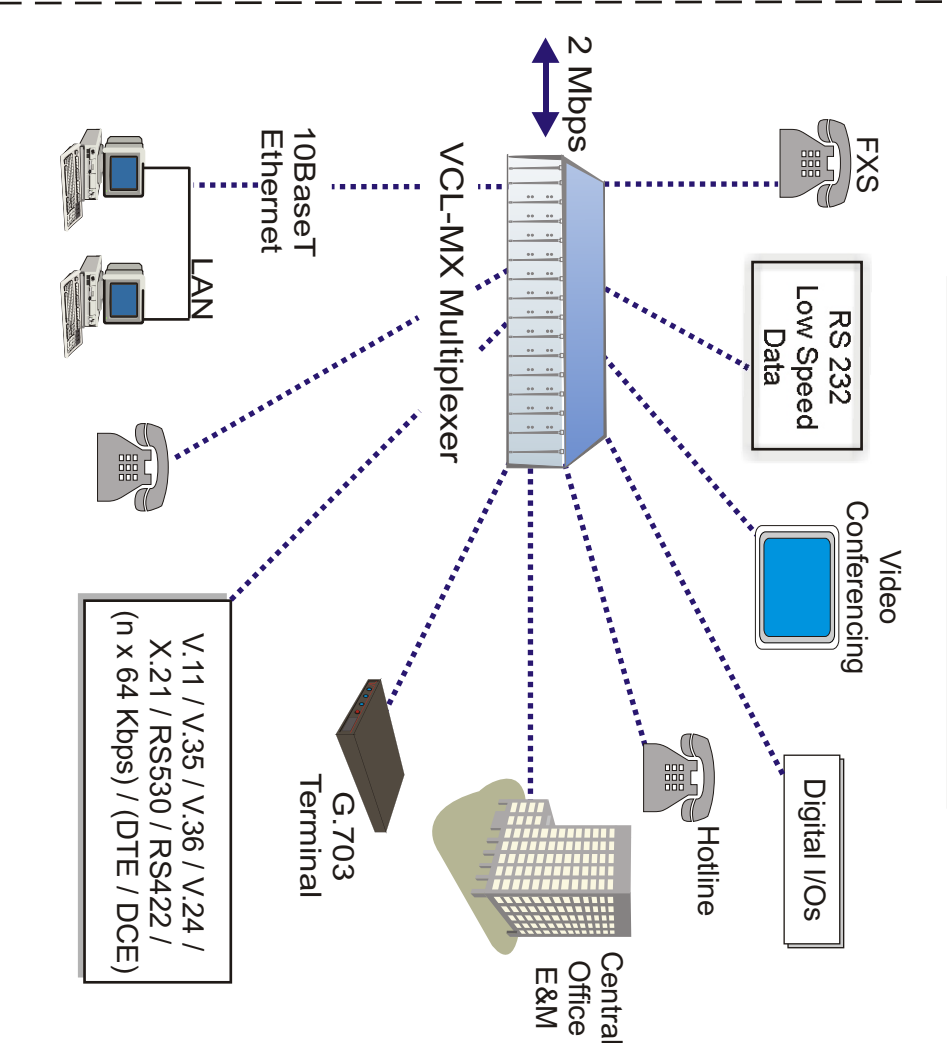 FXS
RS 232
Low Speed
Data
Video
Conferencing
Digital I/Os
2 Mbps
Hotline
VCL-MX Multiplexer
Central
Office
E&M
10BaseT
Ethernet
G.703
Terminal
LAN
V.11 / V.35 / V.36 / V.24 /
X.21 / RS530 / RS422 /
(n x 64 Kbps) / (DTE / DCE)